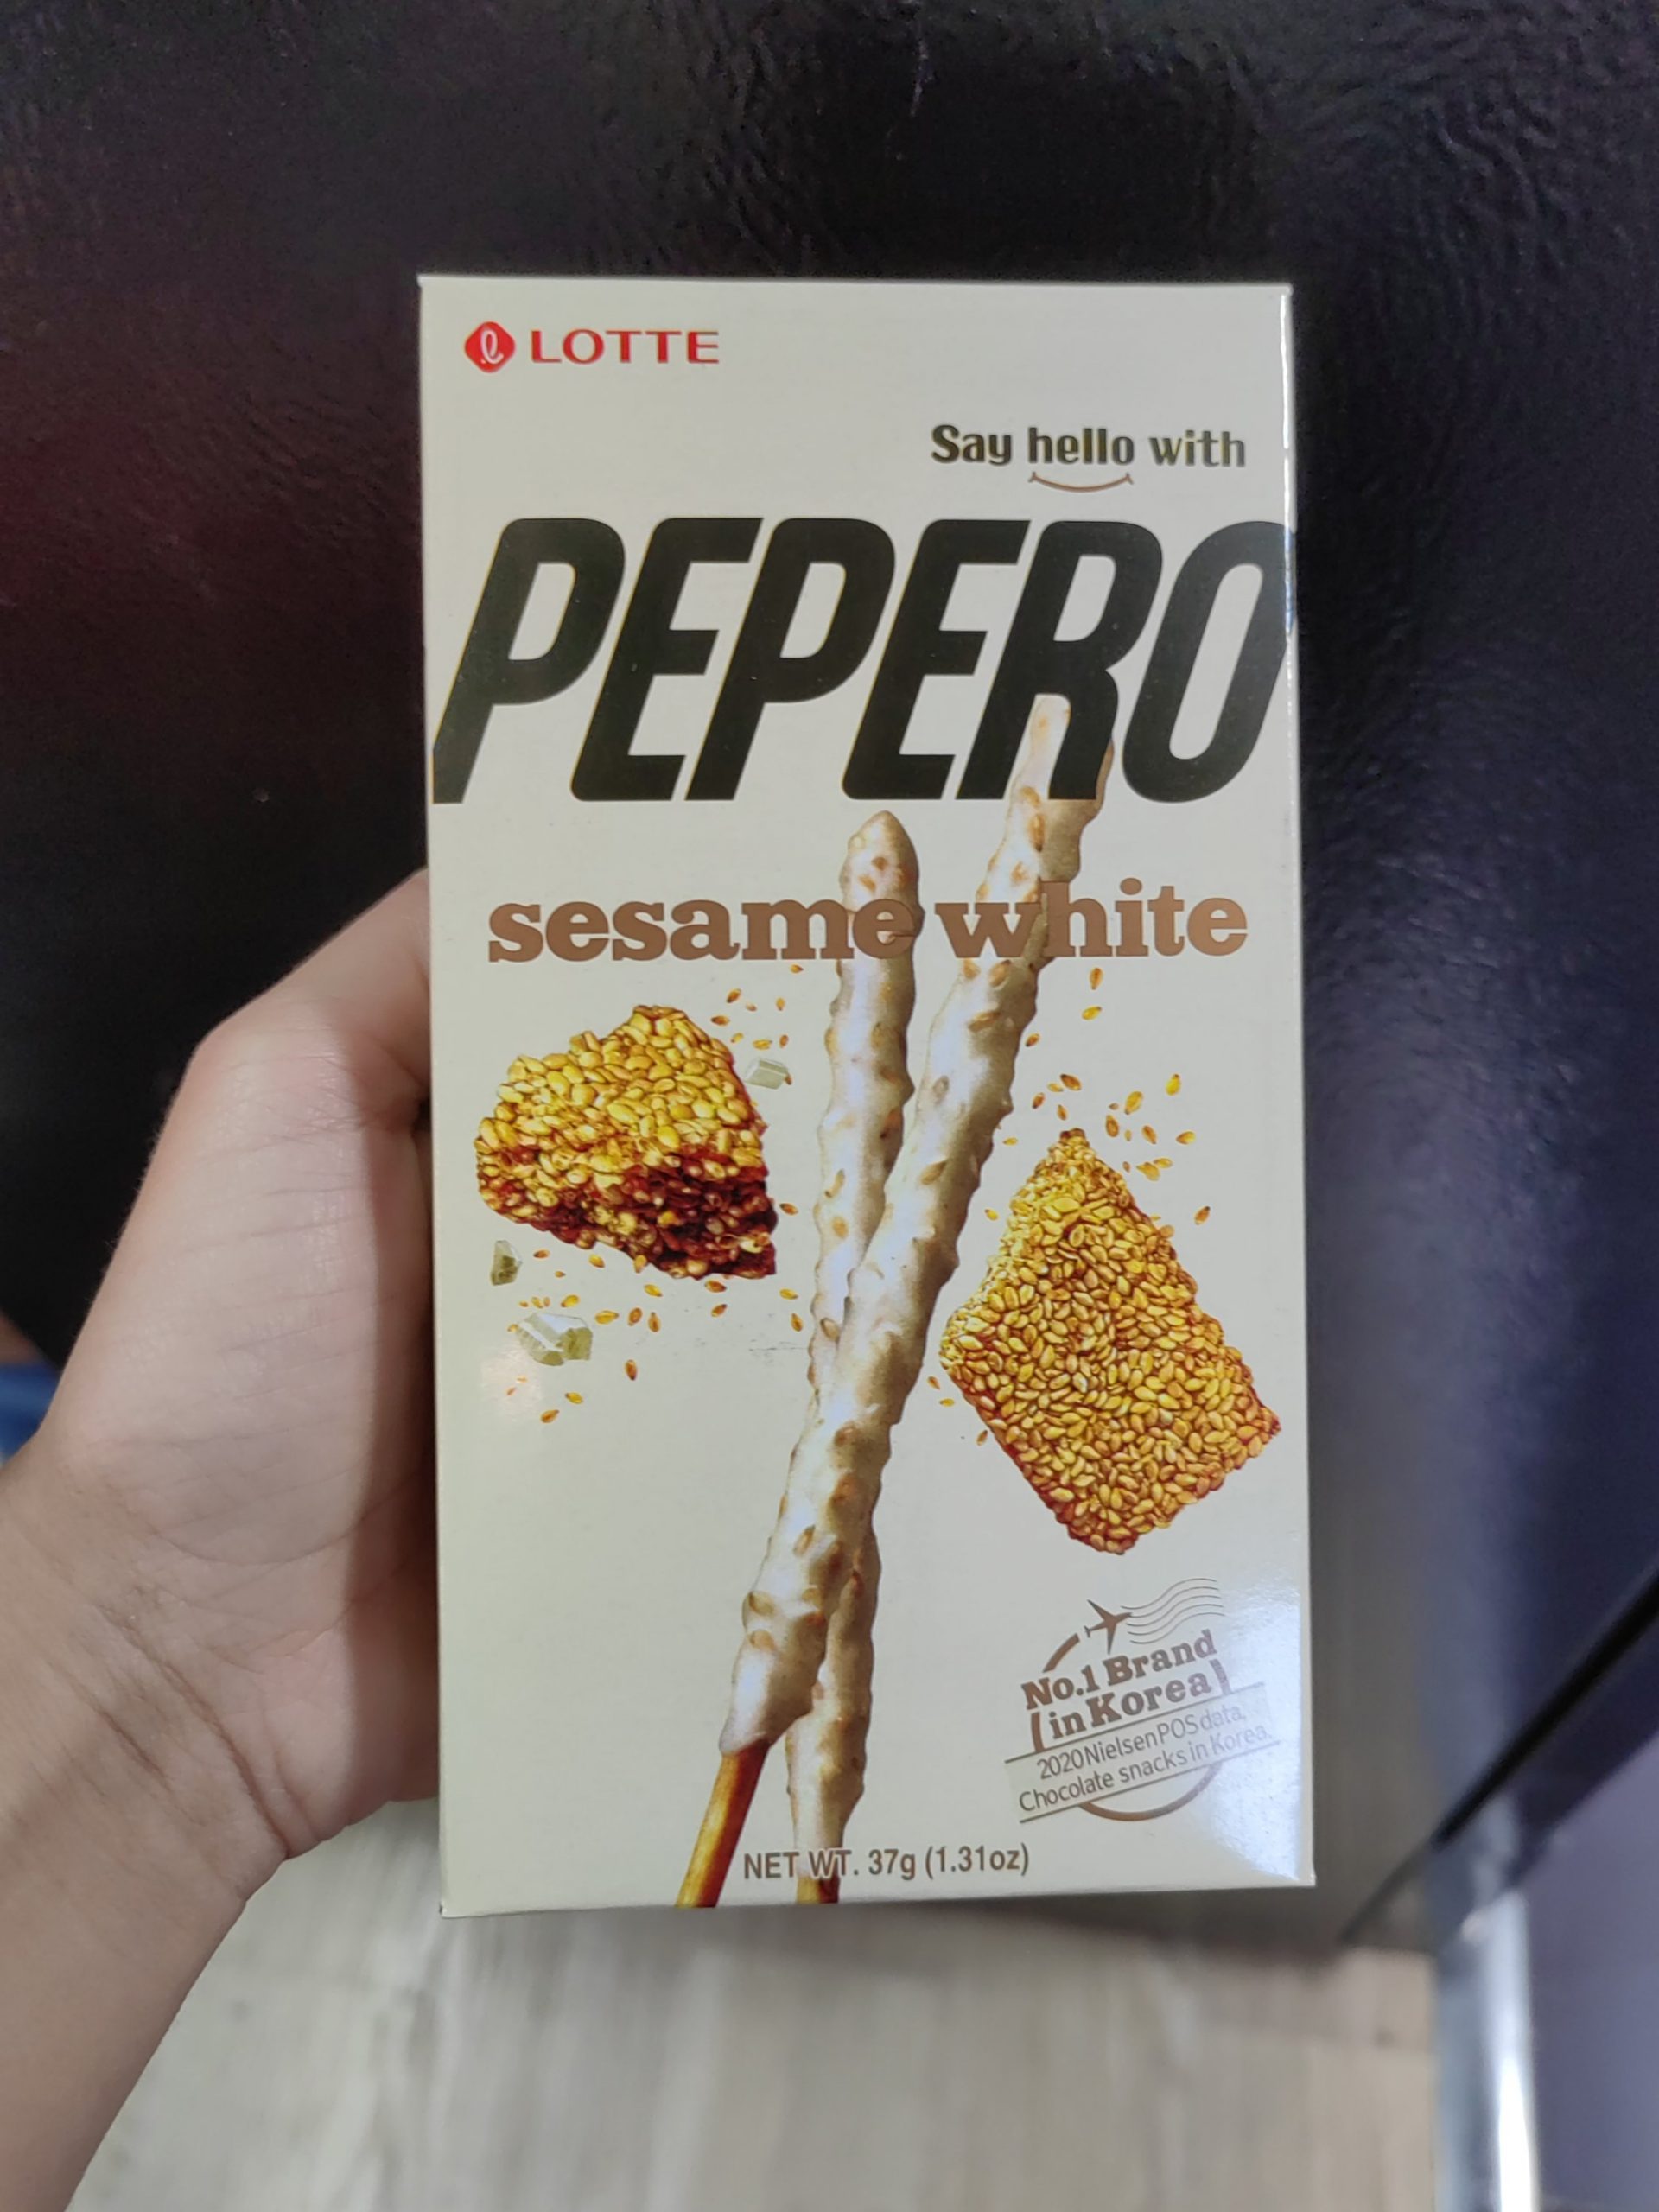 LOTTE
Say hello with
PEPERO
sesame white
No.1 Brand
in Korea
2020 Nielsen POS data,
Chocolate snacks in Korea.
NET WT. 37g (1.31oz)